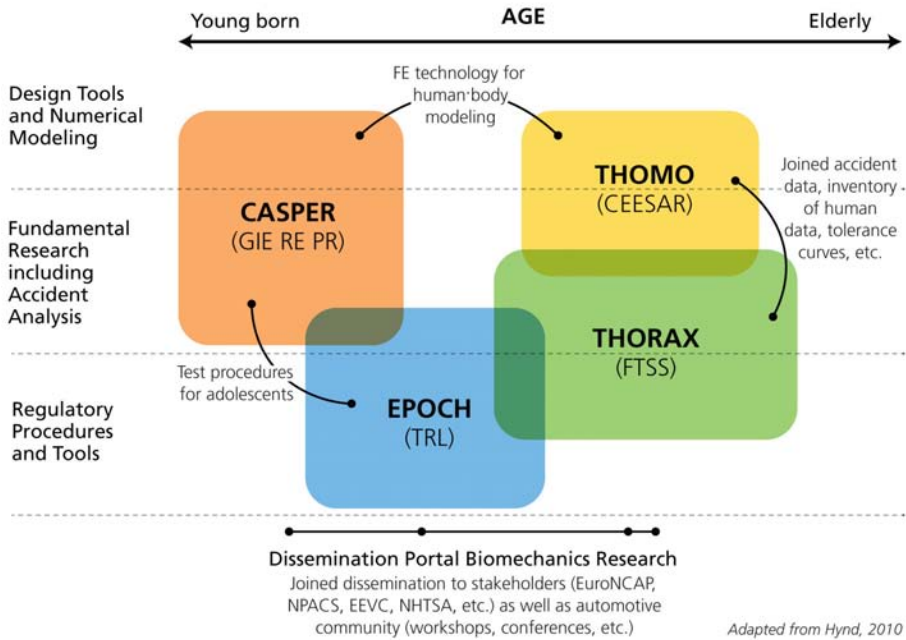 Young born
AGE
Elderly
Design Tools
and Numerical
Modeling
FE technology for
human·body
modeling
THOMO
(CEESAR)
Joined accident
data, inventory
of human
data, tolerance
curves, etc.
CASPER
(GIE RE PR)
Fundamental
Research
including
Accident
Analysis
THORAX
(FTSS)
Test procedures
for adolescents
EPOCH
(TRL)
Regulatory
Procedures
and Tools
Dissemination Portal Biomechanics Research
Joined dissemination to stakeholders (EuroNCAP,
NPACS, EEVC, NHTSA, etc.) as well as automotive
community (workshops, conferences, etc.)
Adapted from Hynd, 2010